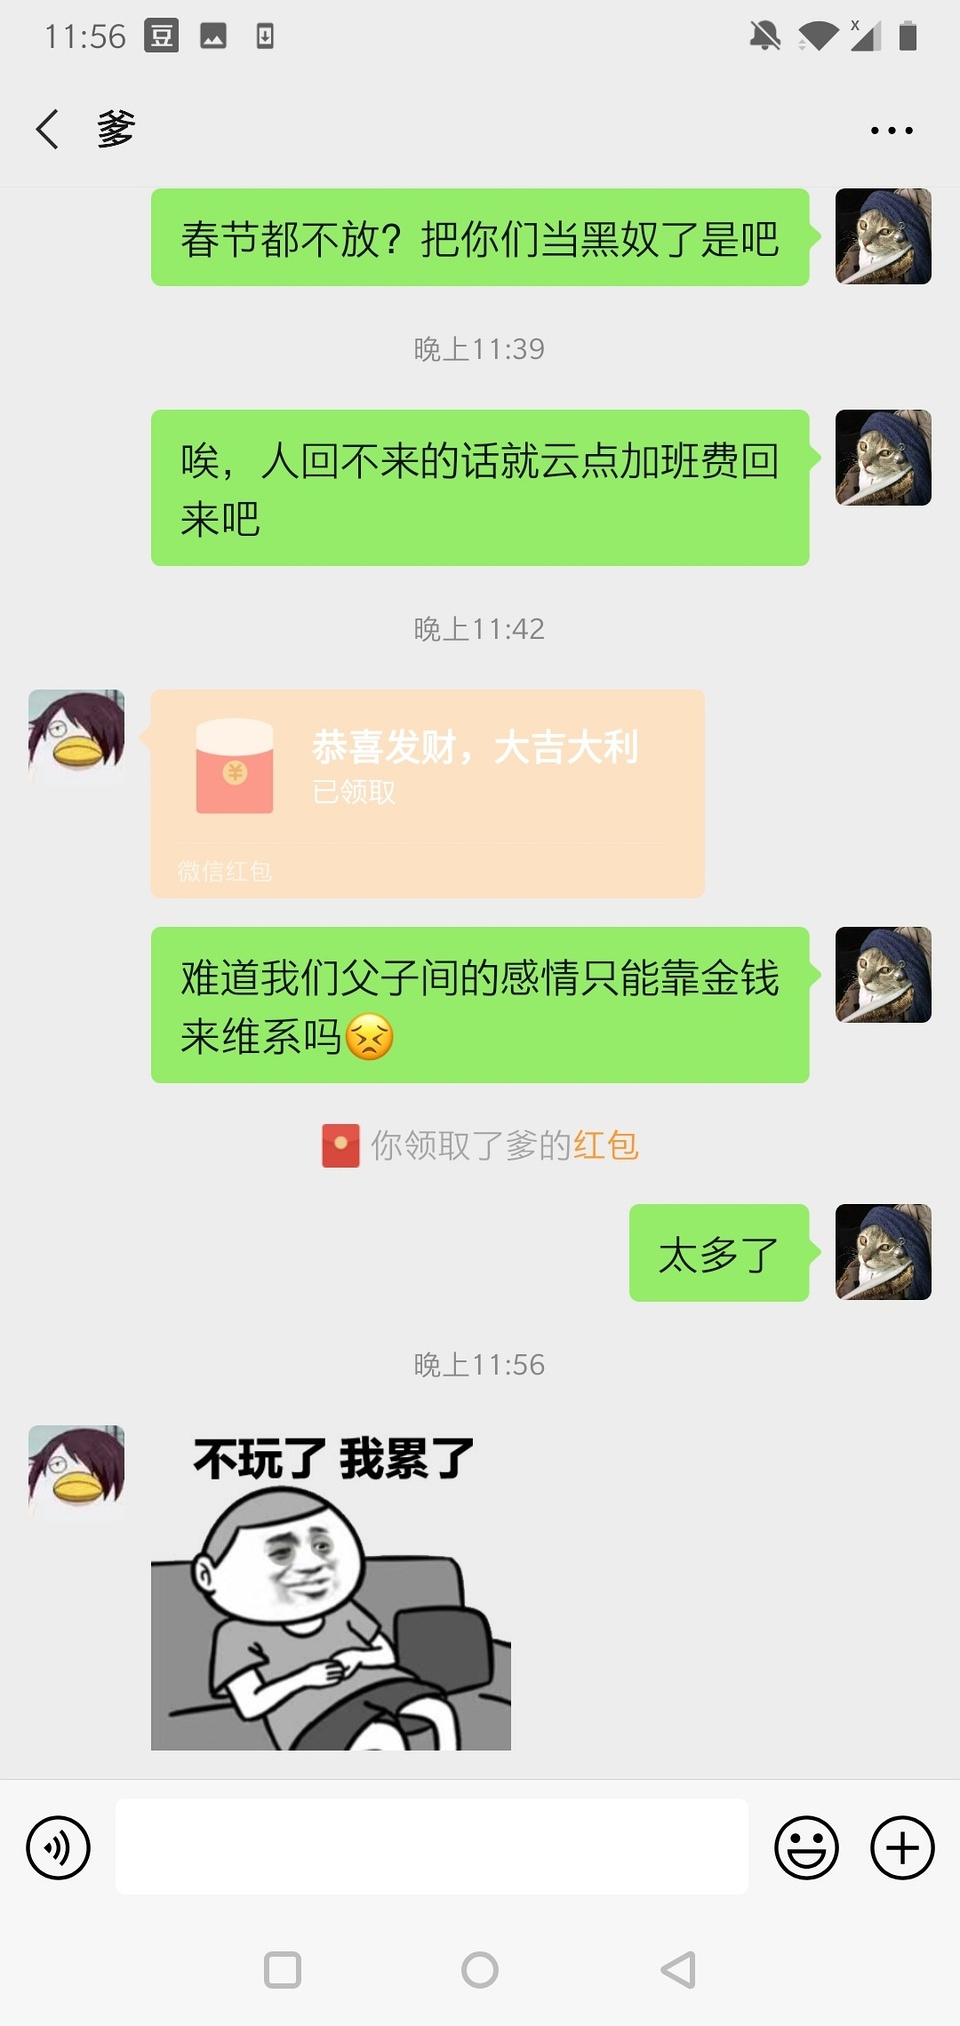 11:56 豆
爹
春节都不放？把你们当黑奴了是吧
晚上11:39
唉，人回不来的话就云点加班费回
来吧
晚上11:42
恭喜发财，大吉大利
已领取
微信红包
难道我们父子间的感情只能靠金钱
来维系吗😣
你领取了爹的红包
太多了
晚上11:56
不玩了 我累了